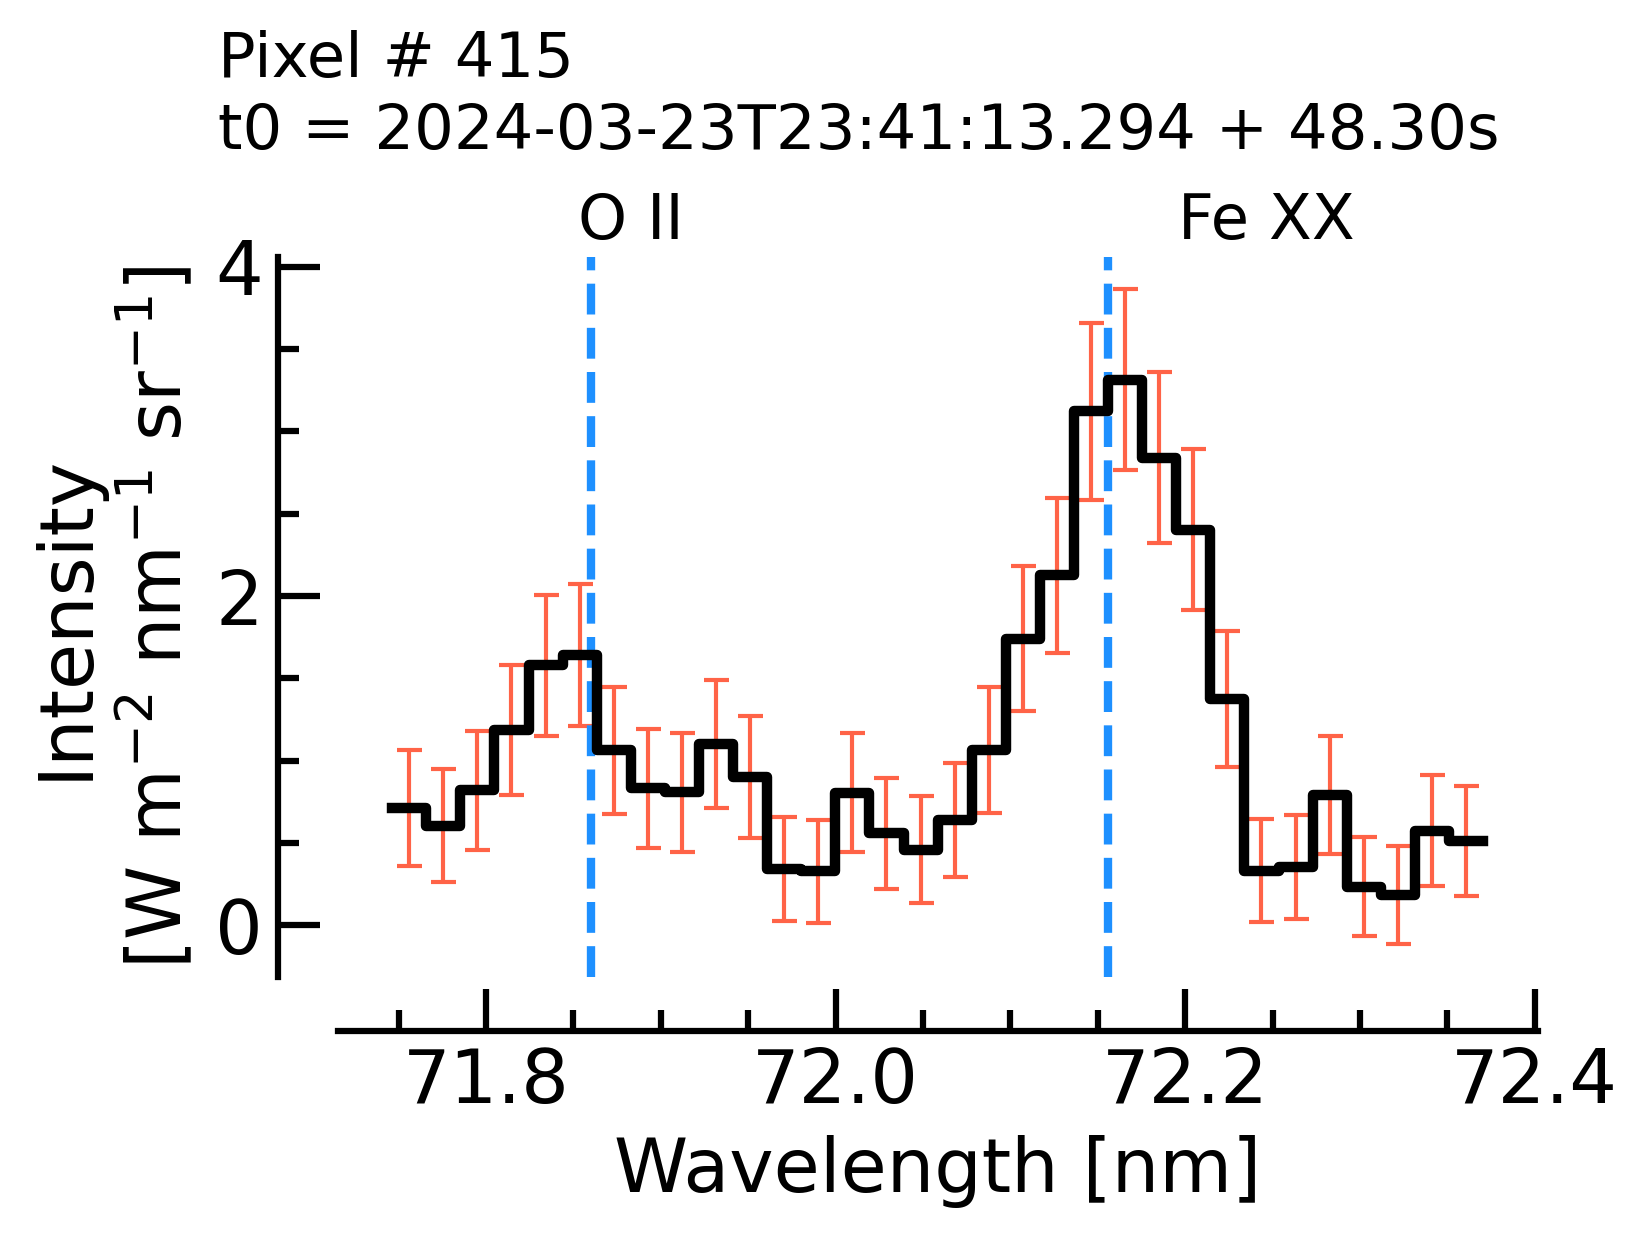 Pixel # 415
t0 = 2024-03-23T23:41:13.294 + 48.30s
O II
Fe XX
Intensity
[W m⁻² nm⁻¹ sr⁻¹]
4
2
0
71.8 72.0 72.2 72.4
Wavelength [nm]